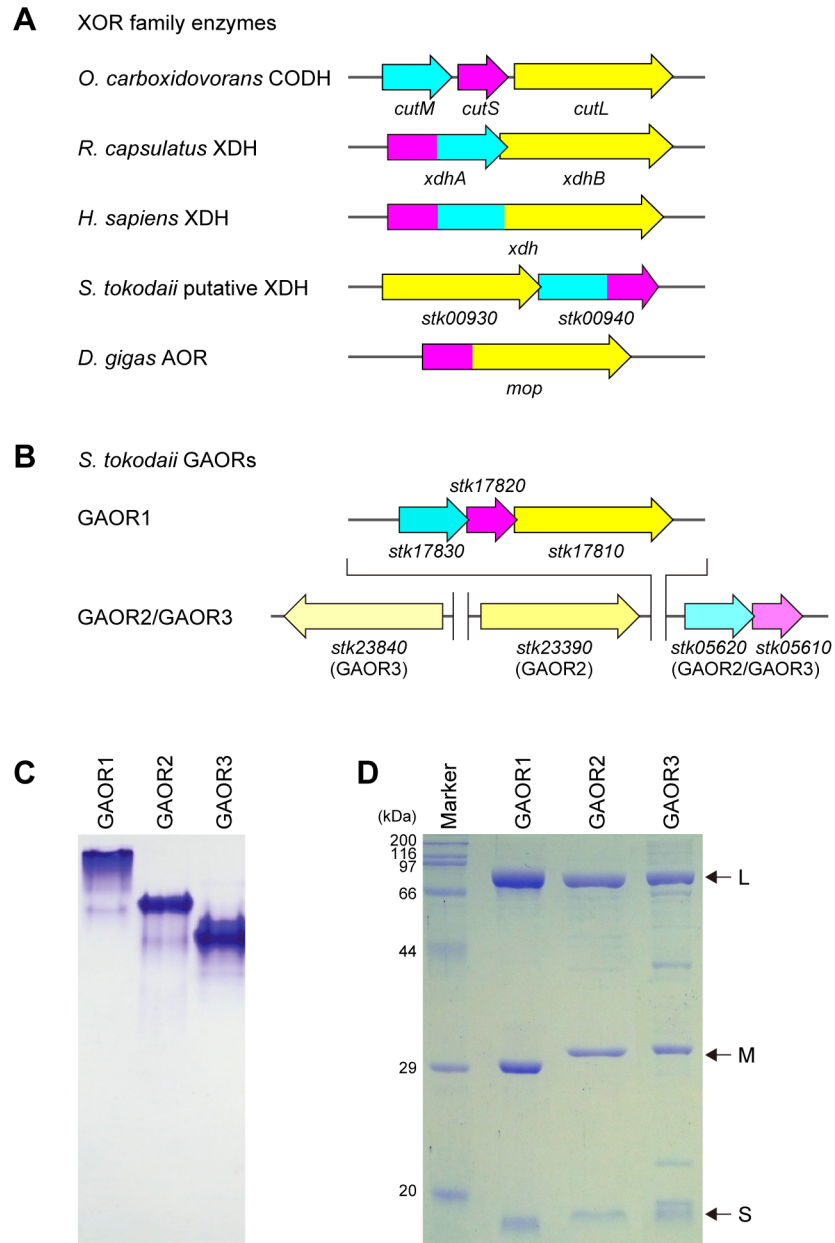 A XOR family enzymes
O. carboxidovorans CODH
cutM cutS cutL
R. capsulatus XDH
xdhA xdhB
H. sapiens XDH
xdh
S. tokodaii putative XDH
stk00930 stk00940
D. gigas AOR
mop
B S. tokodaii GAORs
stk17820
GAOR1
stk17830 stk17810
GAOR2/GAOR3
stk23840 stk23390 stk05620 stk05610
(GAOR3) (GAOR2) (GAOR2/GAOR3)
C
GAOR1 GAOR2 GAOR3
D
(kDa) Marker GAOR1 GAOR2 GAOR3
200
116
97
L
66
44
M
29
20
S